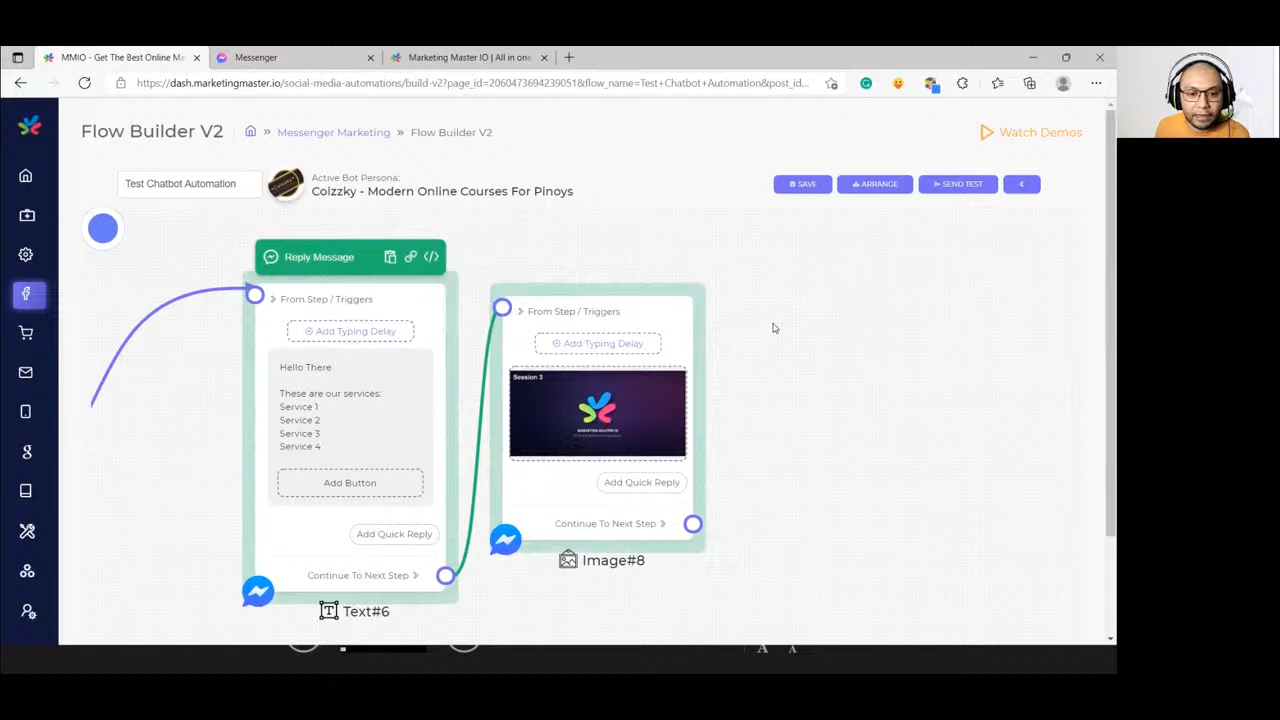 MMIO - Get The Best Online Ma
Messenger
Marketing Master IO | All in one
https://dash.marketingmaster.io/social-media-automations/build-v2?page_id=2060473694239051&flow_name=Test+Chatbot+Automation&post_id...
Flow Builder V2
» Messenger Marketing » Flow Builder V2
Watch Demos
Test Chatbot Automation
Active Bot Persona:
Colzzky - Modern Online Courses For Pinoys
SAVE
ARRANGE
SEND TEST
Reply Message
From Step / Triggers
Add Typing Delay
Hello There
These are our services:
Service 1
Service 2
Service 3
Service 4
Add Button
Add Quick Reply
Continue To Next Step
Text#6
From Step / Triggers
Add Typing Delay
Session 3
MARKETING MASTER IO
Add Quick Reply
Continue To Next Step
Image#8
A A